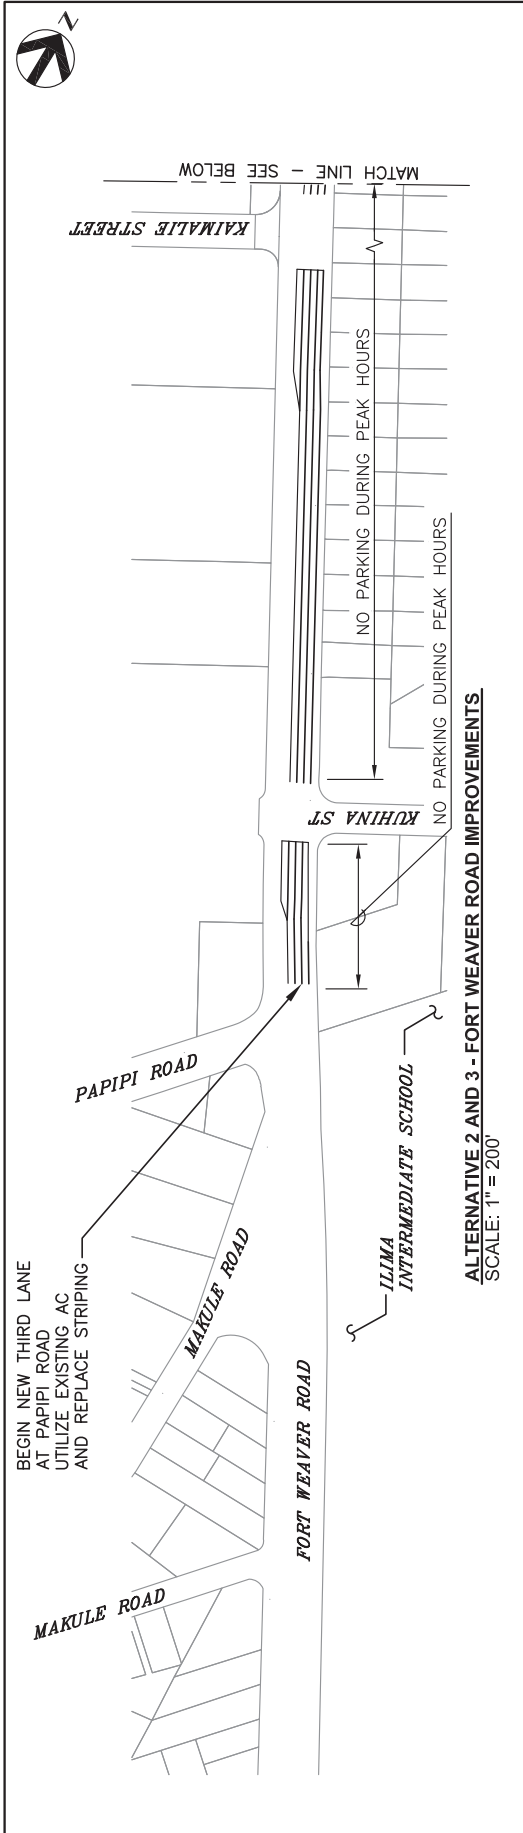 N
MATCH LINE - SEE BELOW
KAIMALIE STREET
NO PARKING DURING PEAK HOURS
NO PARKING DURING PEAK HOURS
KUHINA ST
PAPIPI ROAD
BEGIN NEW THIRD LANE
AT PAPIPI ROAD
UTILIZE EXISTING AC
AND REPLACE STRIPING
MAKULE ROAD
MAKULE ROAD
FORT WEAVER ROAD
ILIMA
INTERMEDIATE SCHOOL
ALTERNATIVE 2 AND 3 - FORT WEAVER ROAD IMPROVEMENTS
SCALE: 1" = 200'